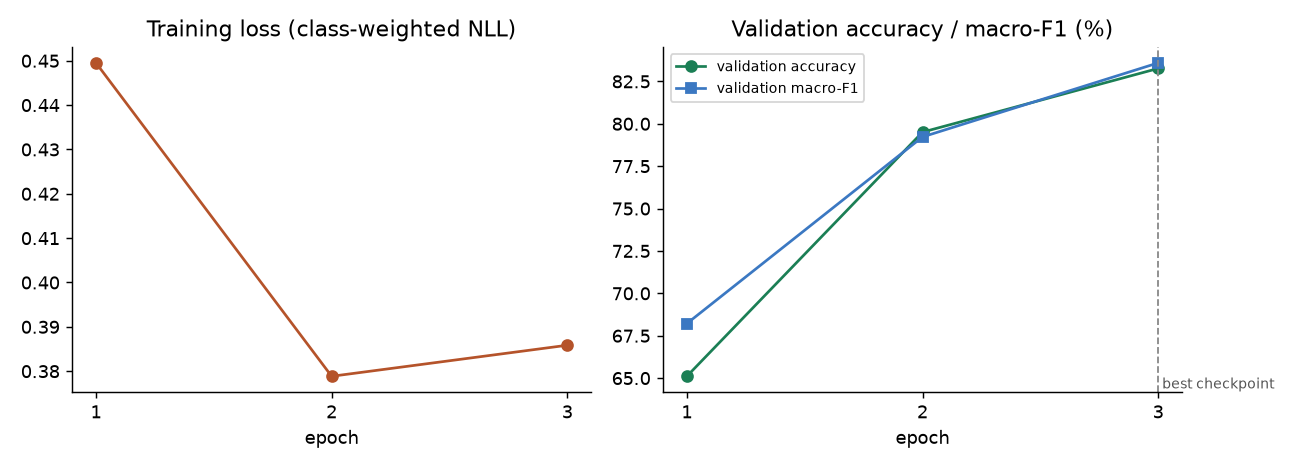 Training loss (class-weighted NLL)
0.45
0.44
0.43
0.42
0.41
0.40
0.39
0.38
1 2 3
epoch
Validation accuracy / macro-F1 (%)
validation accuracy
validation macro-F1
82.5
80.0
77.5
75.0
72.5
70.0
67.5
65.0
best checkpoint
1 2 3
epoch